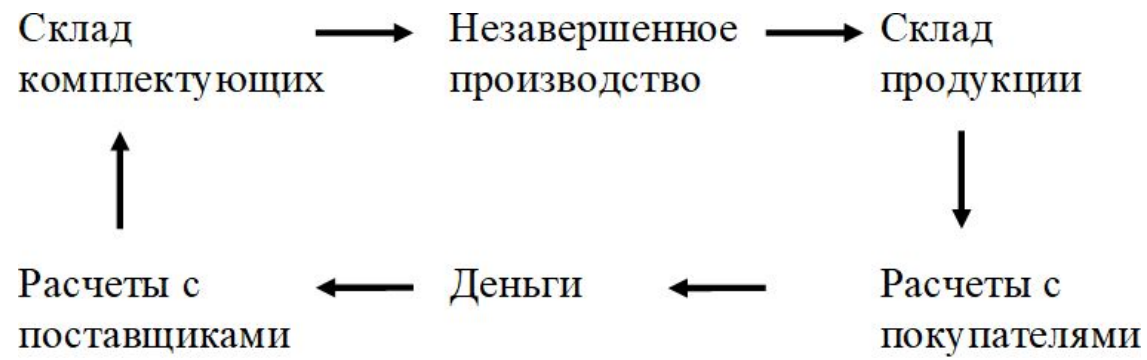 Склад
комплектующих
Незавершенное
производство
Склад
продукции
Расчеты с
поставщиками
Деньги
Расчеты с
покупателями